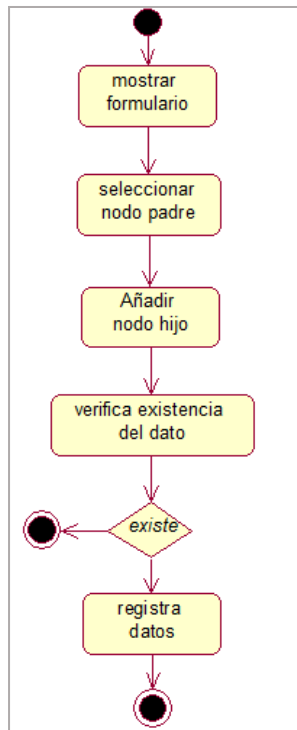 mostrar
formulario
seleccionar
nodo padre
Añadir
nodo hijo
verifica existencia
del dato
existe
registra
datos